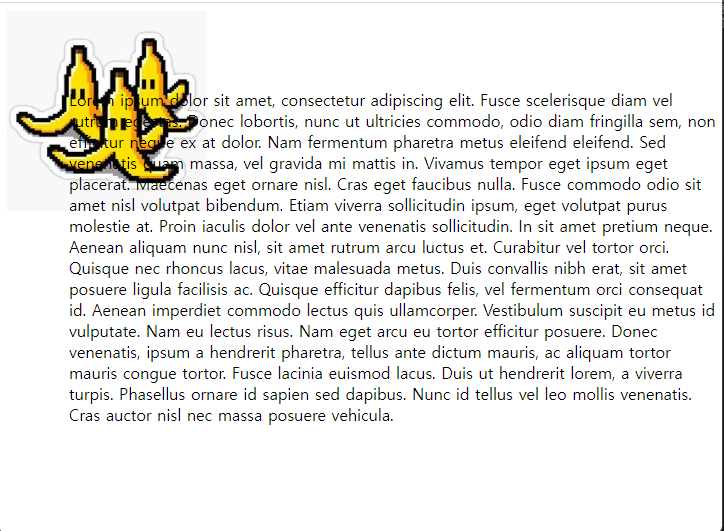 Lorem ipsum dolor sit amet, consectetur adipiscing elit. Fusce scelerisque diam vel
rutrum egestas. Donec lobortis, nunc ut ultricies commodo, odio diam fringilla sem, non
efficitur neque ex at dolor. Nam fermentum pharetra metus eleifend eleifend. Sed
venenatis quam massa, vel gravida mi mattis in. Vivamus tempor eget ipsum eget
placerat. Maecenas eget ornare nisl. Cras eget faucibus nulla. Fusce commodo odio sit
amet nisl volutpat bibendum. Etiam viverra sollicitudin ipsum, eget volutpat purus
molestie at. Proin iaculis dolor vel ante venenatis sollicitudin. In sit amet pretium neque.
Aenean aliquam nunc nisl, sit amet rutrum arcu luctus et. Curabitur vel tortor orci.
Quisque nec rhoncus lacus, vitae malesuada metus. Duis convallis nibh erat, sit amet
posuere ligula facilisis ac. Quisque efficitur dapibus felis, vel fermentum orci consequat
id. Aenean imperdiet commodo lectus quis ullamcorper. Vestibulum suscipit eu metus id
vulputate. Nam eu lectus risus. Nam eget arcu eu tortor efficitur posuere. Donec
venenatis, ipsum a hendrerit pharetra, tellus ante dictum mauris, ac aliquam tortor
mauris congue tortor. Fusce lacinia euismod lacus. Duis ut hendrerit lorem, a viverra
turpis. Phasellus ornare id sapien sed dapibus. Nunc id tellus vel leo mollis venenatis.
Cras auctor nisl nec massa posuere vehicula.